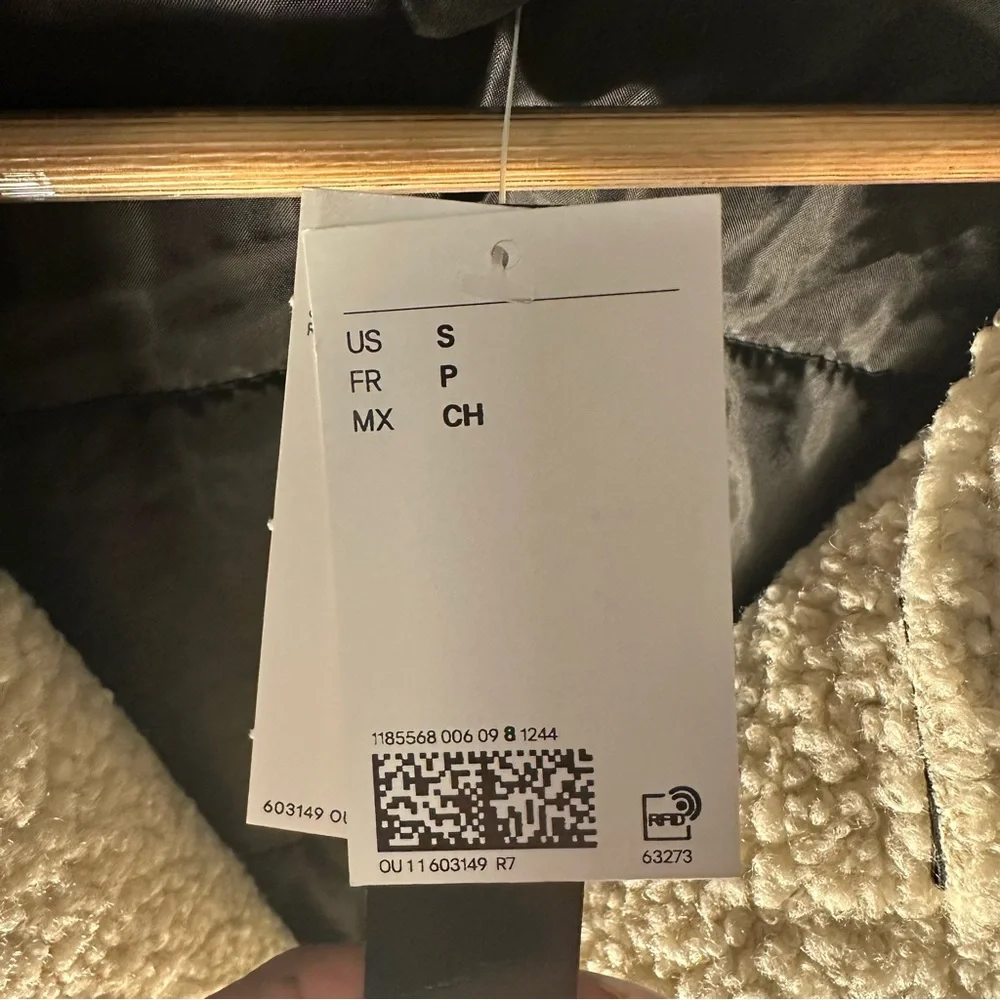 US S
FR P
MX CH
1185568 006 09 8 1244
OU 11 603149 R7
RFID
63273
603149 OU